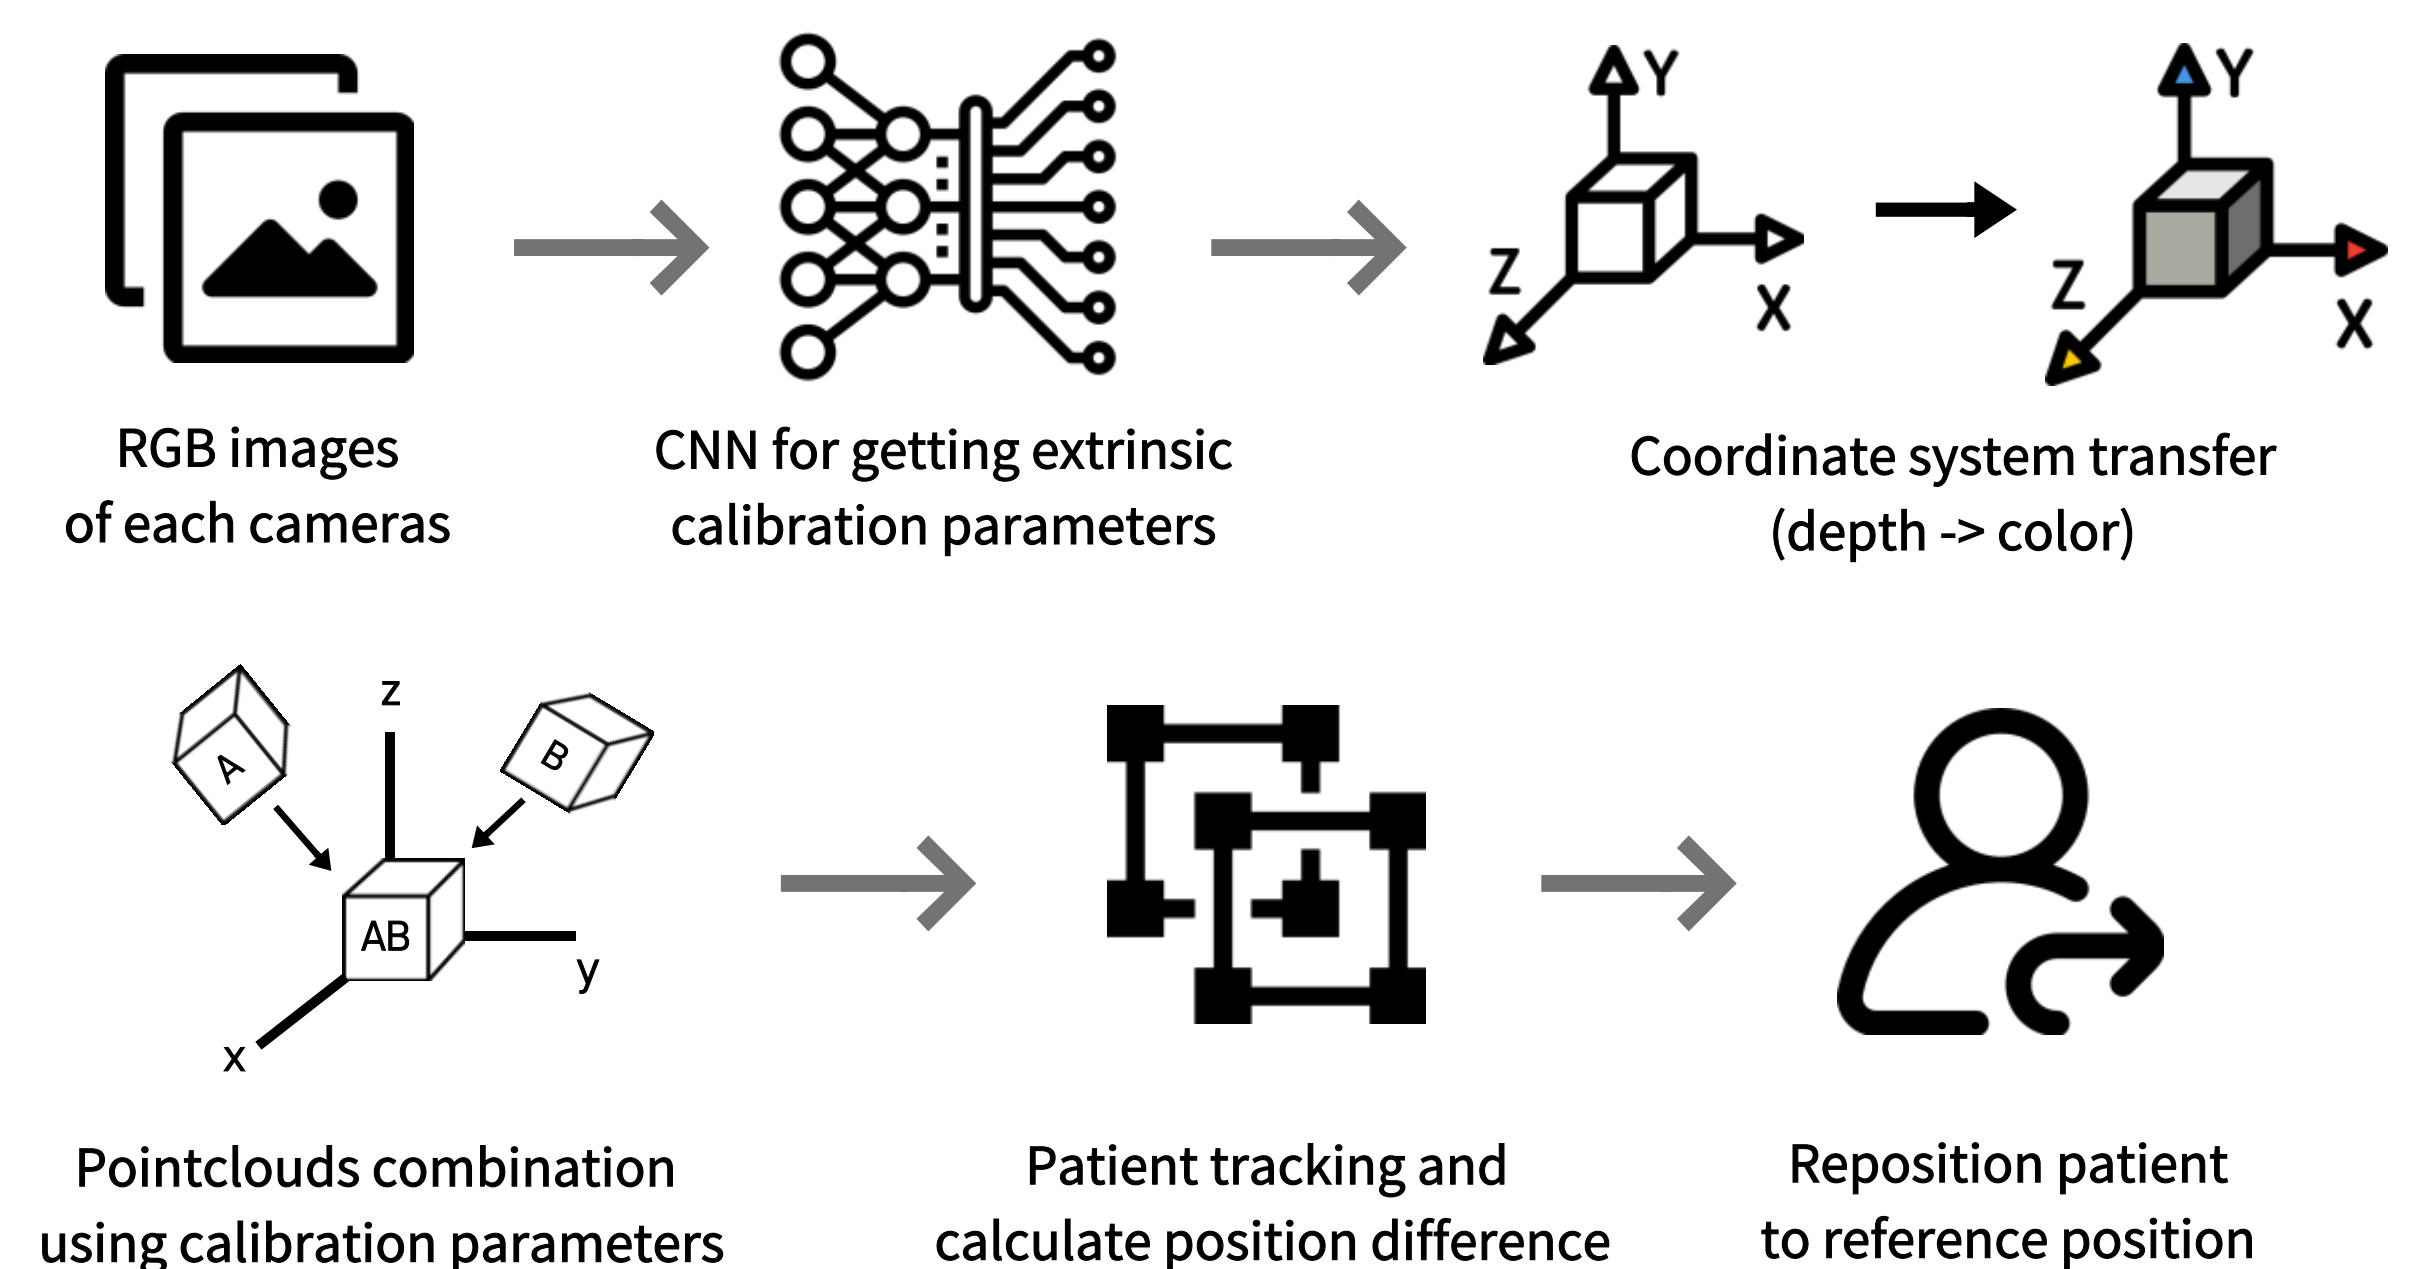 Y
Z
X
Y
Z
X
RGB images
of each cameras
CNN for getting extrinsic
calibration parameters
Coordinate system transfer
(depth -> color)
A
B
z
AB
y
x
Pointclouds combination
using calibration parameters
Patient tracking and
calculate position difference
Reposition patient
to reference position